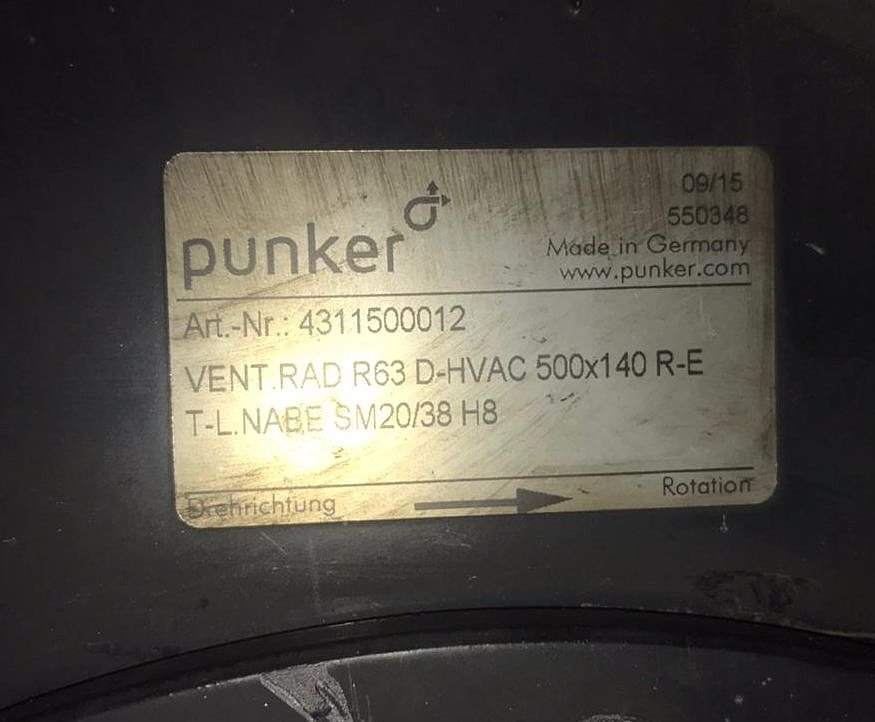 punker
09/15
550348
Made in Germany
www.punker.com
Art.-Nr.: 4311500012
VENT.RAD R63 D-HVAC 500x140 R-E
T-L.NABE SM20/38 H8
Drehrichtung
Rotation